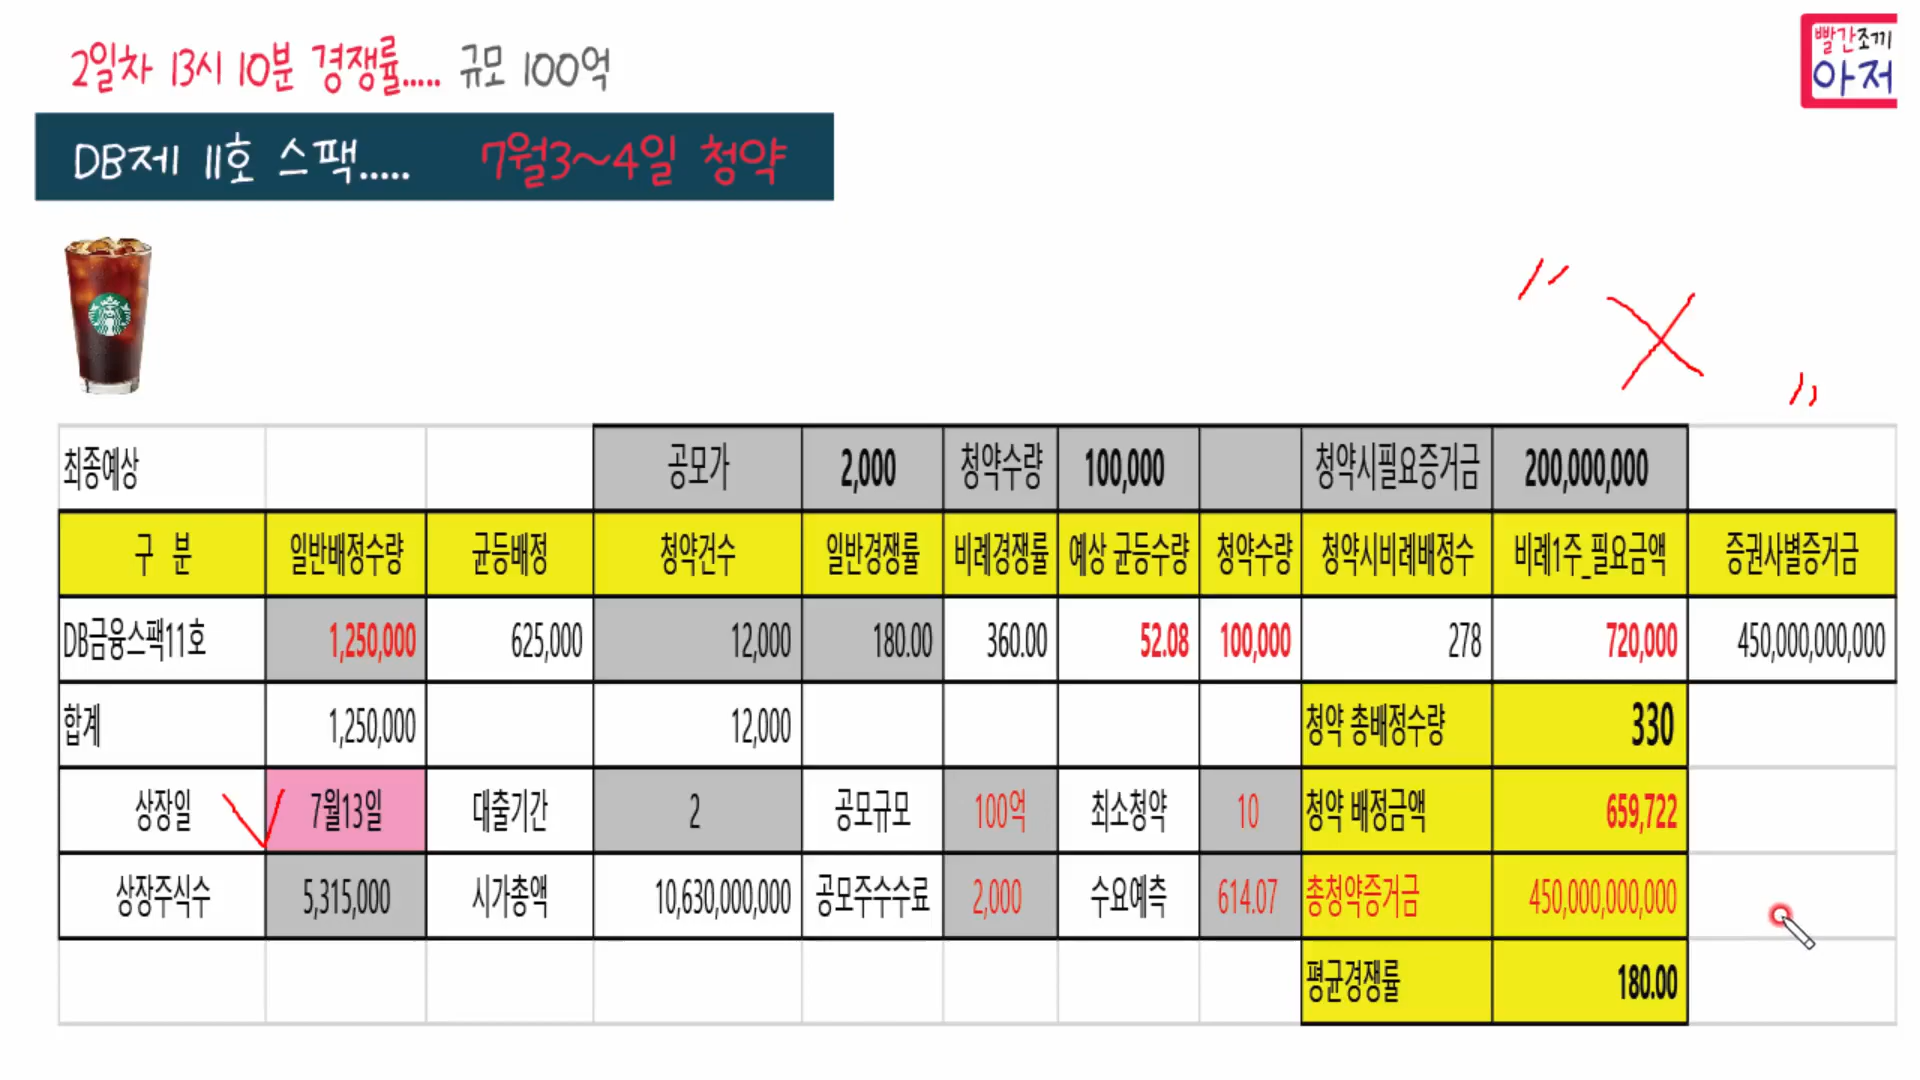 2일차 13시 10분 경쟁률..... 규모 100억
빨간조끼
아저
DB제 11호 스팩..... 7월3~4일 청약
최종예상 공모가 2,000 청약수량 100,000 청약시필요증거금 200,000,000
구 분 일반배정수량 균등배정 청약건수 일반경쟁률 비례경쟁률 예상 균등수량 청약수량 청약시비례배정수 비례1주_필요금액 증권사별증거금
DB금융스팩11호 1,250,000 625,000 12,000 180.00 360.00 52.08 100,000 278 720,000 450,000,000,000
합계 1,250,000 12,000 청약 총배정수량 330
상장일 7월13일 대출기간 2 공모규모 100억 최소청약 10 청약 배정금액 659,722
상장주식수 5,315,000 시가총액 10,630,000,000 공모주수수료 2,000 수요예측 614.07 총청약증거금 450,000,000,000
평균경쟁률 180.00